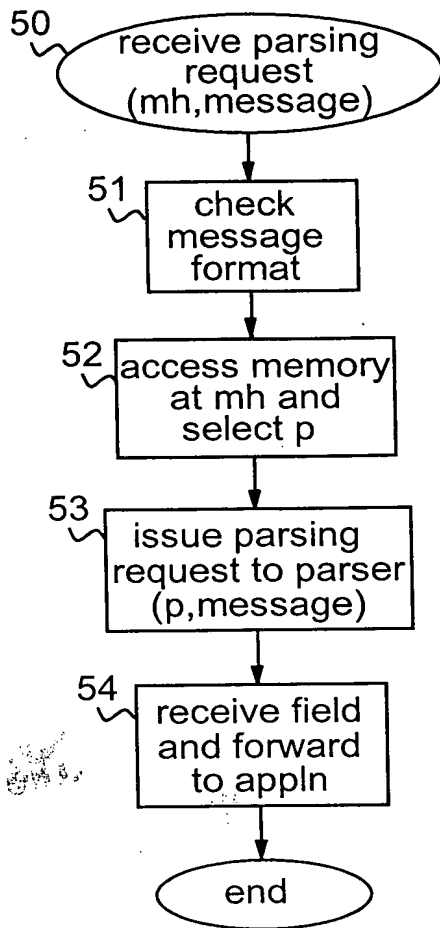 50
receive parsing
request
(mh,message)
51
check
message
format
52
access memory
at mh and
select p
53
issue parsing
request to parser
(p,message)
54
receive field
and forward
to appln
end